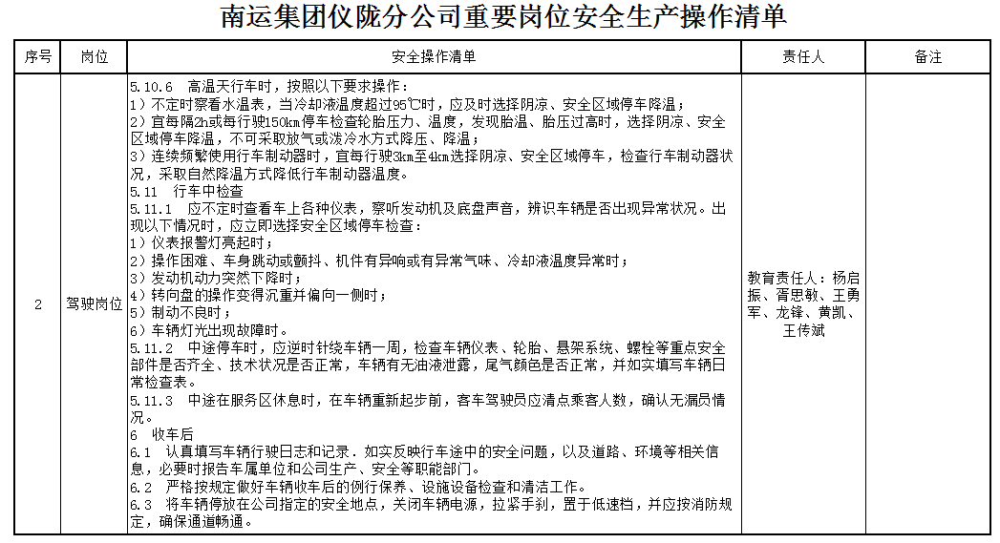 南运集团仪陇分公司重要岗位安全生产操作清单
序号 岗位 安全操作清单 责任人 备注
5.10.6 高温天行车时，按照以下要求操作：
1）不定时察看水温表，当冷却液温度超过95℃时，应及时选择阴凉、安全区域停车降温；
2）宜每隔2h或每行驶150km停车检查轮胎压力、温度，发现胎温、胎压过高时，选择阴凉、安全
区域停车降温，不可采取放气或泼冷水方式降压、降温；
3）连续频繁使用行车制动器时，宜每行驶3km至4km选择阴凉、安全区域停车，检查行车制动器状
况，采取自然降温方式降低行车制动器温度。
5.11 行车中检查
5.11.1 应不定时查看车上各种仪表，察听发动机及底盘声音，辨识车辆是否出现异常状况。出
现以下情况时，应立即选择安全区域停车检查：
1）仪表报警灯亮起时；
2）操作困难、车身跳动或颤抖、机件有异响或有异常气味、冷却液温度异常时；
3）发动机动力突然下降时；
4）转向盘的操作变得沉重并偏向一侧时；
5）制动不良时；
6）车辆灯光出现故障时。
5.11.2 中途停车时，应逆时针绕车辆一周，检查车辆仪表、轮胎、悬架系统、螺栓等重点安全
部件是否齐全、技术状况是否正常，车辆有无油液泄露，尾气颜色是否正常，并如实填写车辆日
常检查表。
5.11.3 中途在服务区休息时，在车辆重新起步前，客车驾驶员应清点乘客人数，确认无漏员情
况。
6 收车后
6.1 认真填写车辆行驶日志和记录．如实反映行车途中的安全问题，以及道路、环境等相关信
息，必要时报告车属单位和公司生产、安全等职能部门。
6.2 严格按规定做好车辆收车后的例行保养、设施设备检查和清洁工作。
6.3 将车辆停放在公司指定的安全地点，关闭车辆电源，拉紧手刹，置于低速档，并应按消防规
定，确保通道畅通。
2
驾驶岗位
教育责任人：杨启
振、胥思敏、王勇
军、龙锋、黄凯、
王传斌